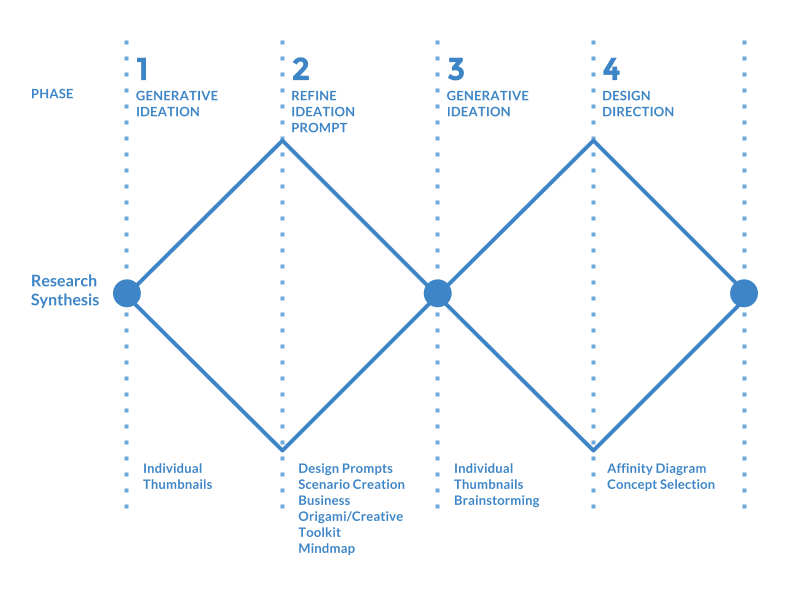 PHASE
1
GENERATIVE
IDEATION
2
REFINE
IDEATION
PROMPT
3
GENERATIVE
IDEATION
4
DESIGN
DIRECTION
Research
Synthesis
Individual
Thumbnails
Design Prompts
Scenario Creation
Business
Origami/Creative
Toolkit
Mindmap
Individual
Thumbnails
Brainstorming
Affinity Diagram
Concept Selection